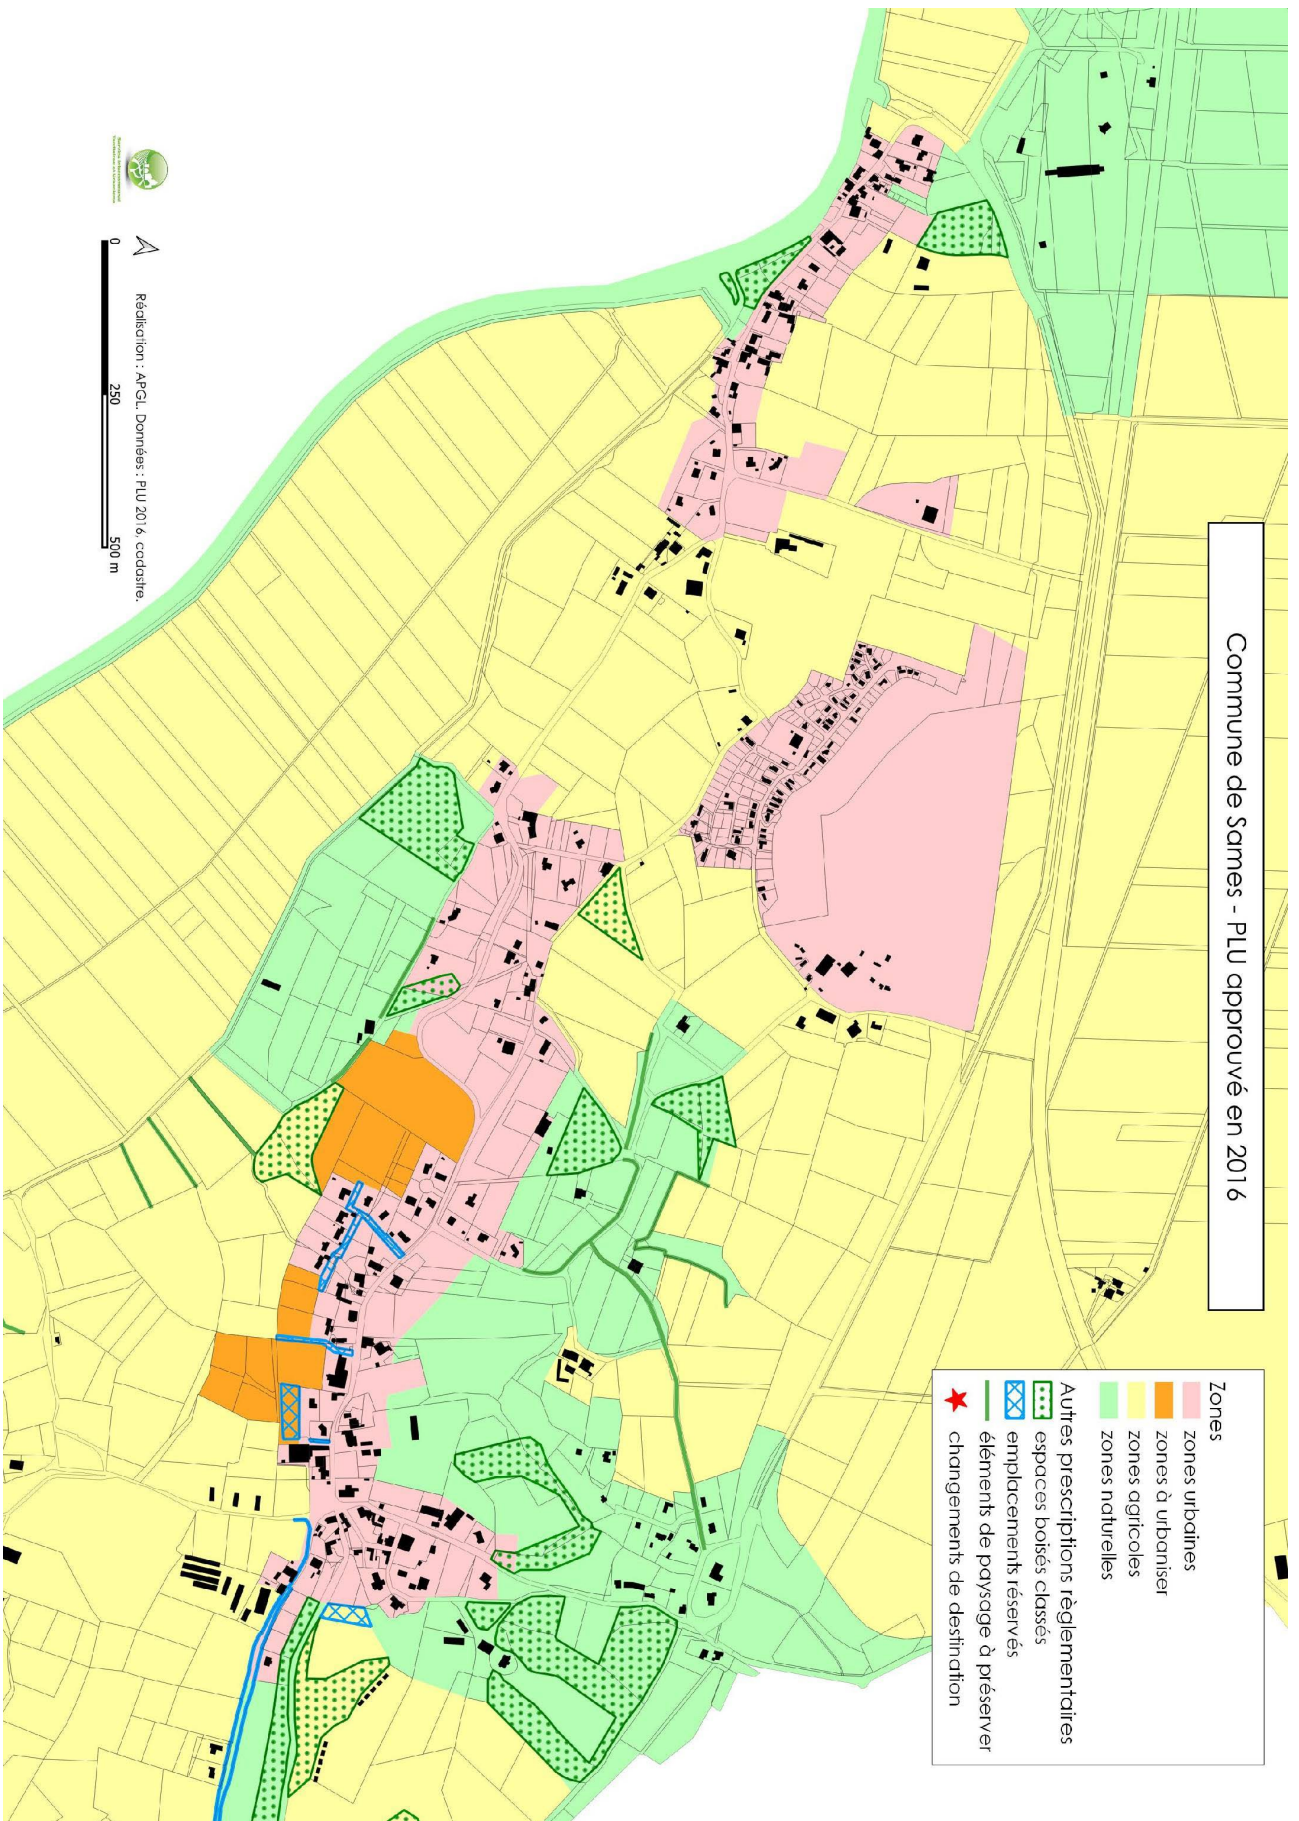 Commune de Sames - PLU approuvé en 2016
Zones
zones urbaines
zones à urbaniser
zones agricoles
zones naturelles
Autres prescriptions règlementaires
espaces boisés classés
emplacements réservés
éléments de paysage à préserver
changements de destination
Réalisation : APGL. Données : PLU 2016, cadastre.
0 250 500 m